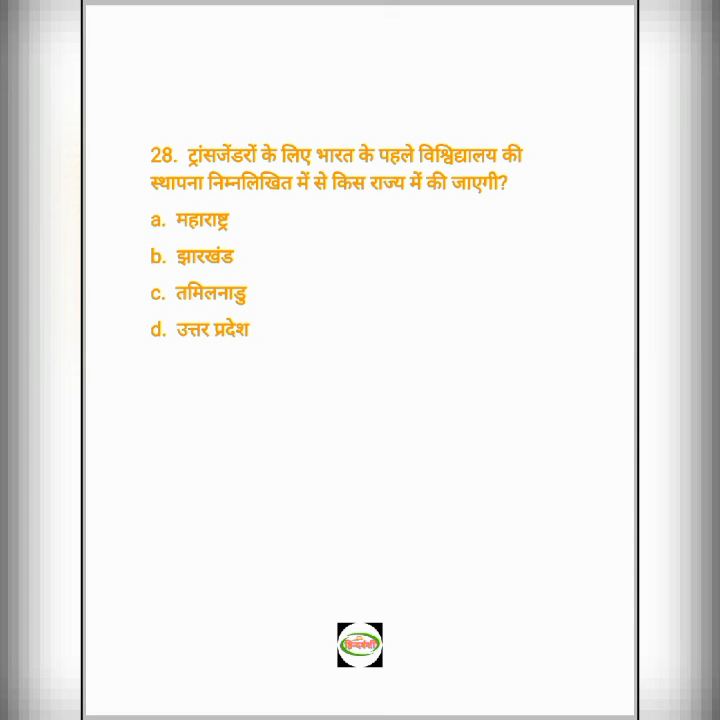 28. ट्रांसजेंडरों के लिए भारत के पहले विश्विद्यालय की
स्थापना निम्नलिखित में से किस राज्य में की जाएगी?
a. महाराष्ट्र
b. झारखंड
c. तमिलनाडु
d. उत्तर प्रदेश